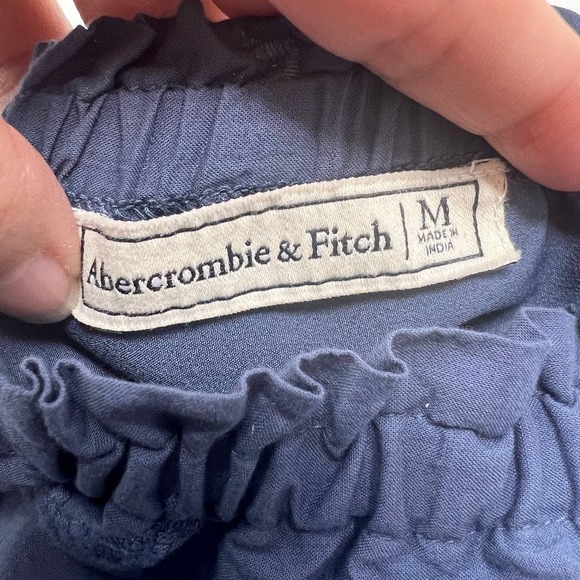 Abercrombie & Fitch
M
MADE IN
INDIA